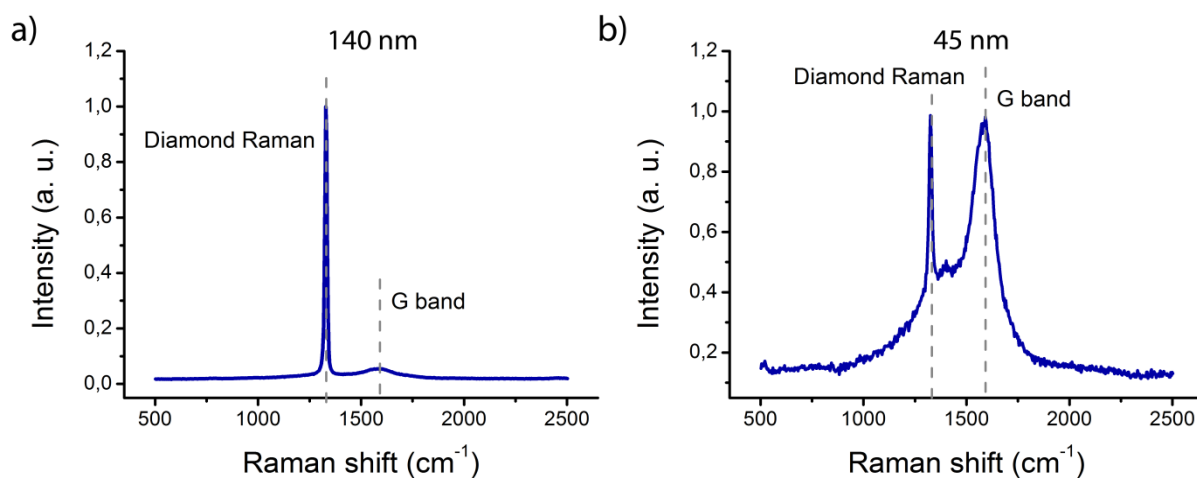 a)
140 nm
1,2
1,0
0,8
0,6
0,4
0,2
0,0
Intensity (a. u.)
Diamond Raman
G band
500
1000
1500
2000
2500
Raman shift (cm⁻¹)
b)
45 nm
1,2
1,0
0,8
0,6
0,4
0,2
Intensity (a. u.)
Diamond Raman
G band
500
1000
1500
2000
2500
Raman shift (cm⁻¹)